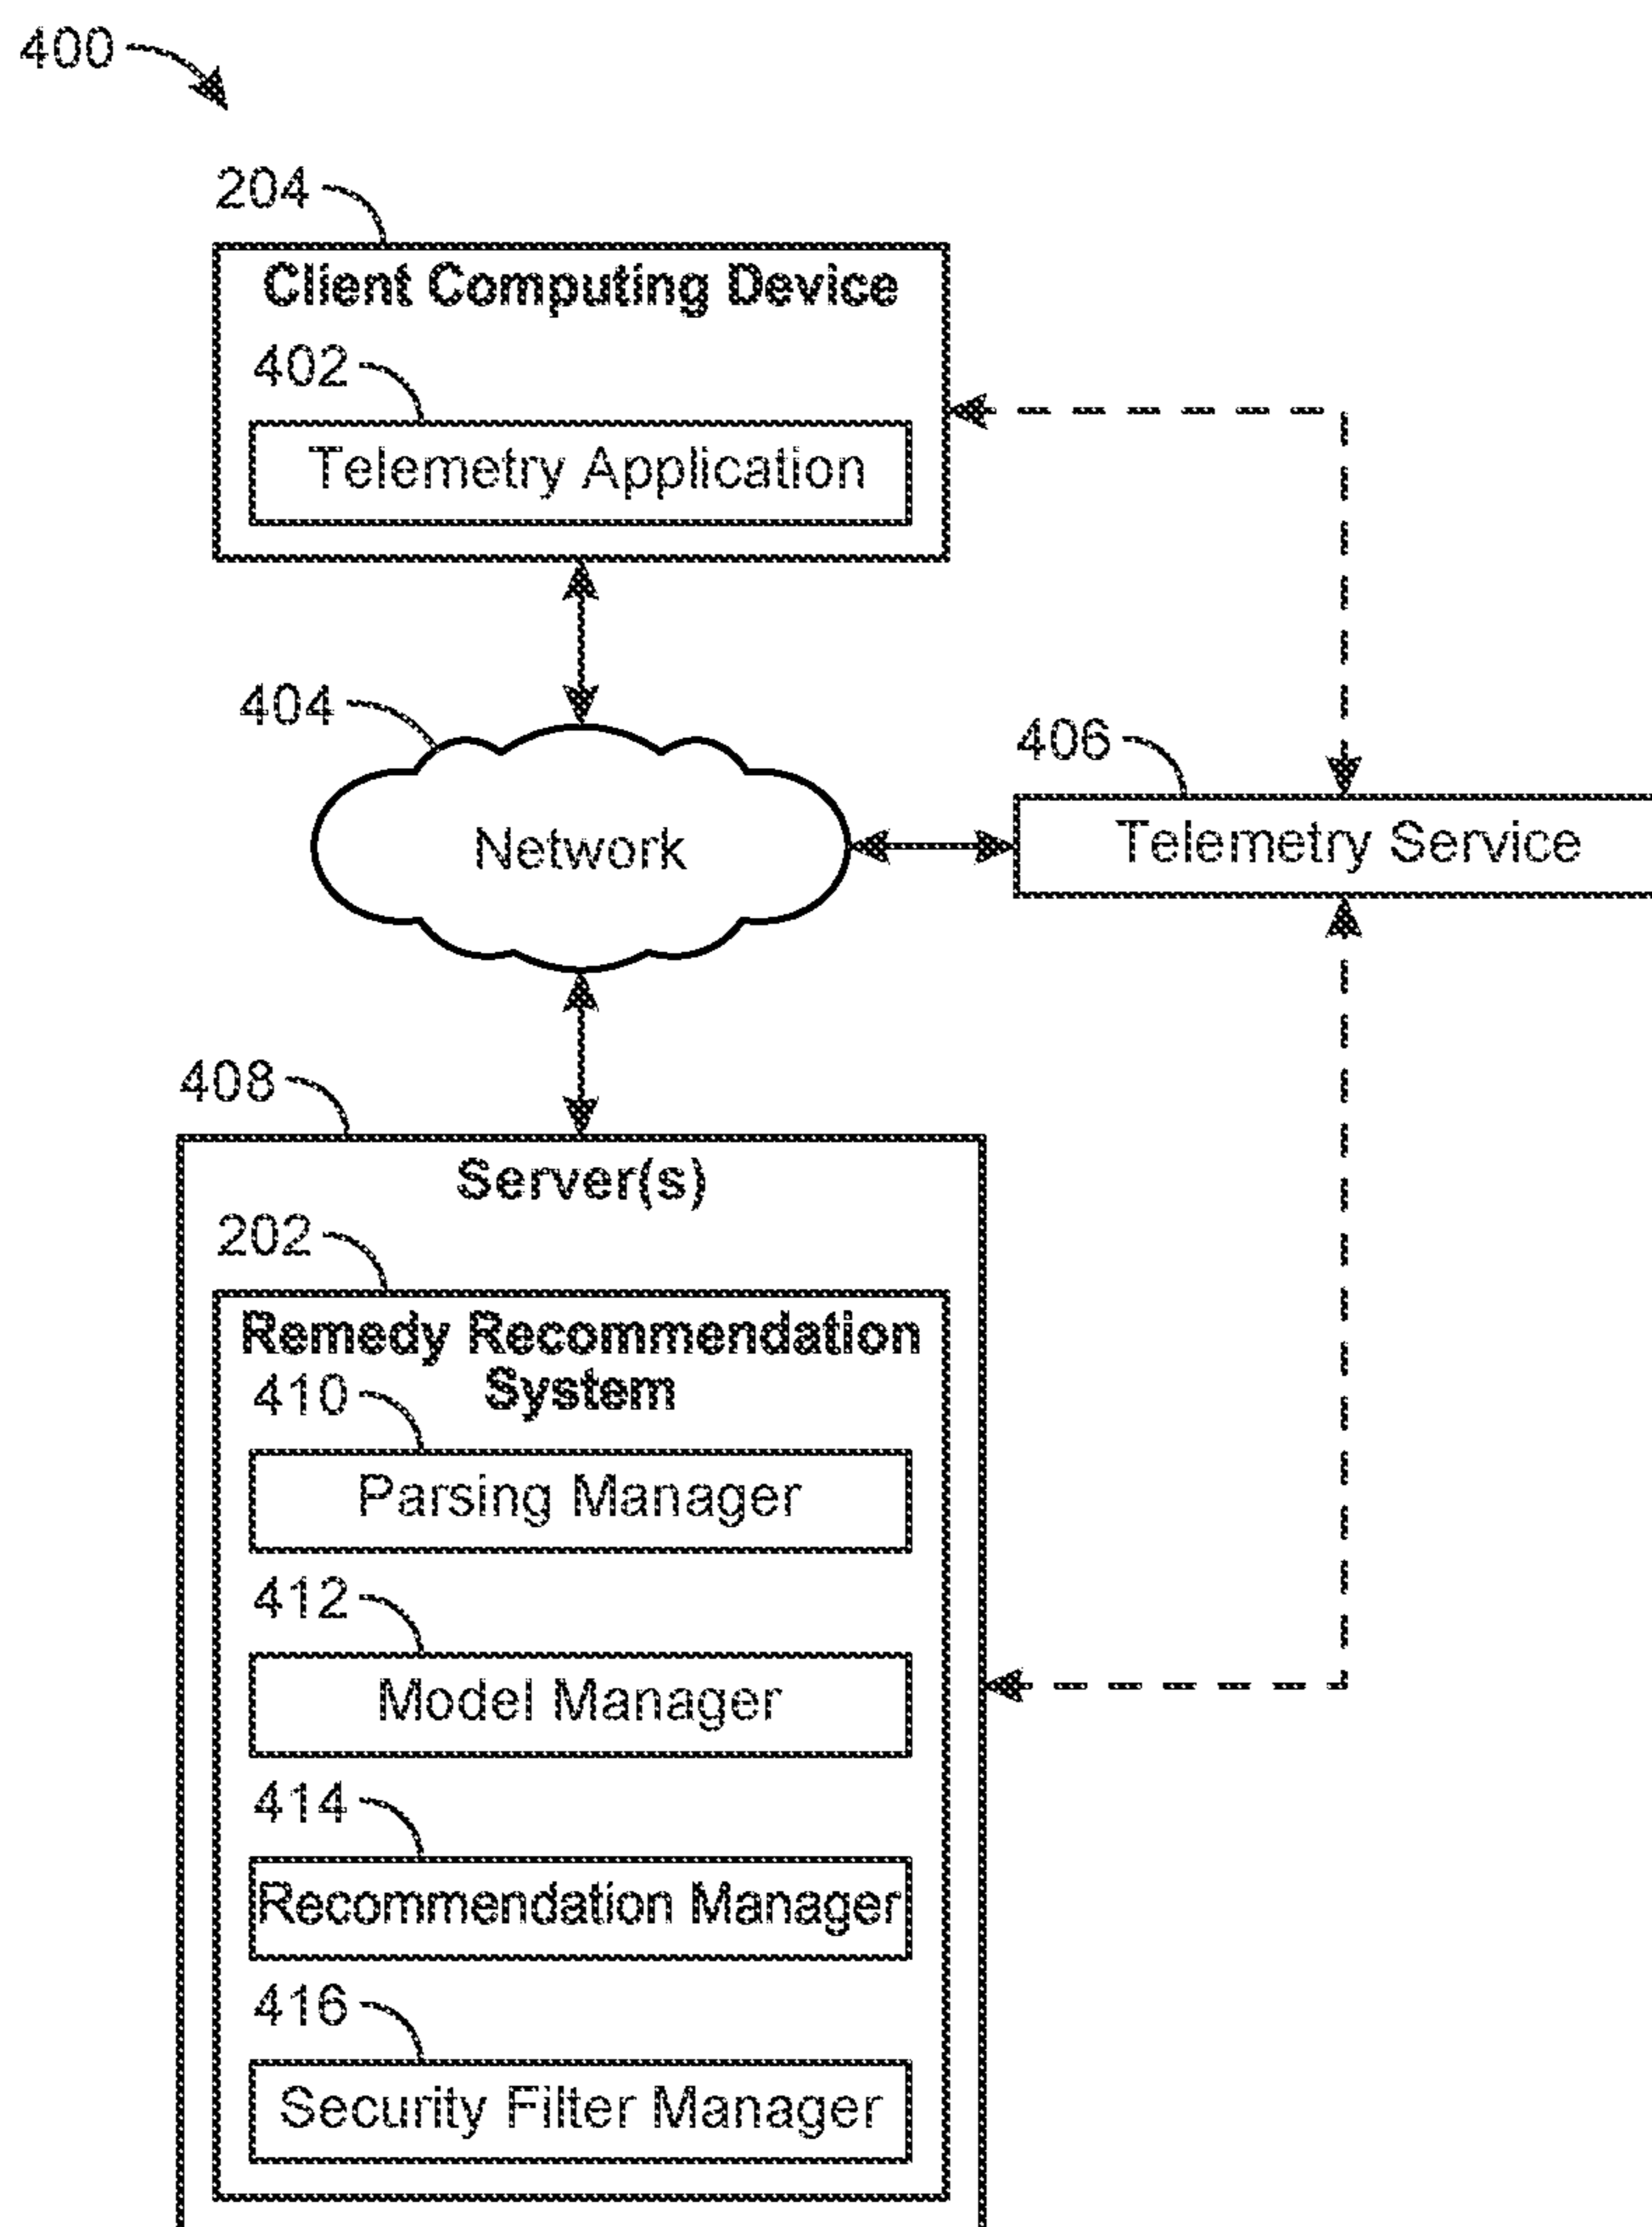 400
204
Client Computing Device
402
Telemetry Application
404
Network
406
Telemetry Service
408
Server(s)
202
Remedy Recommendation
System
410
Parsing Manager
412
Model Manager
414
Recommendation Manager
416
Security Filter Manager